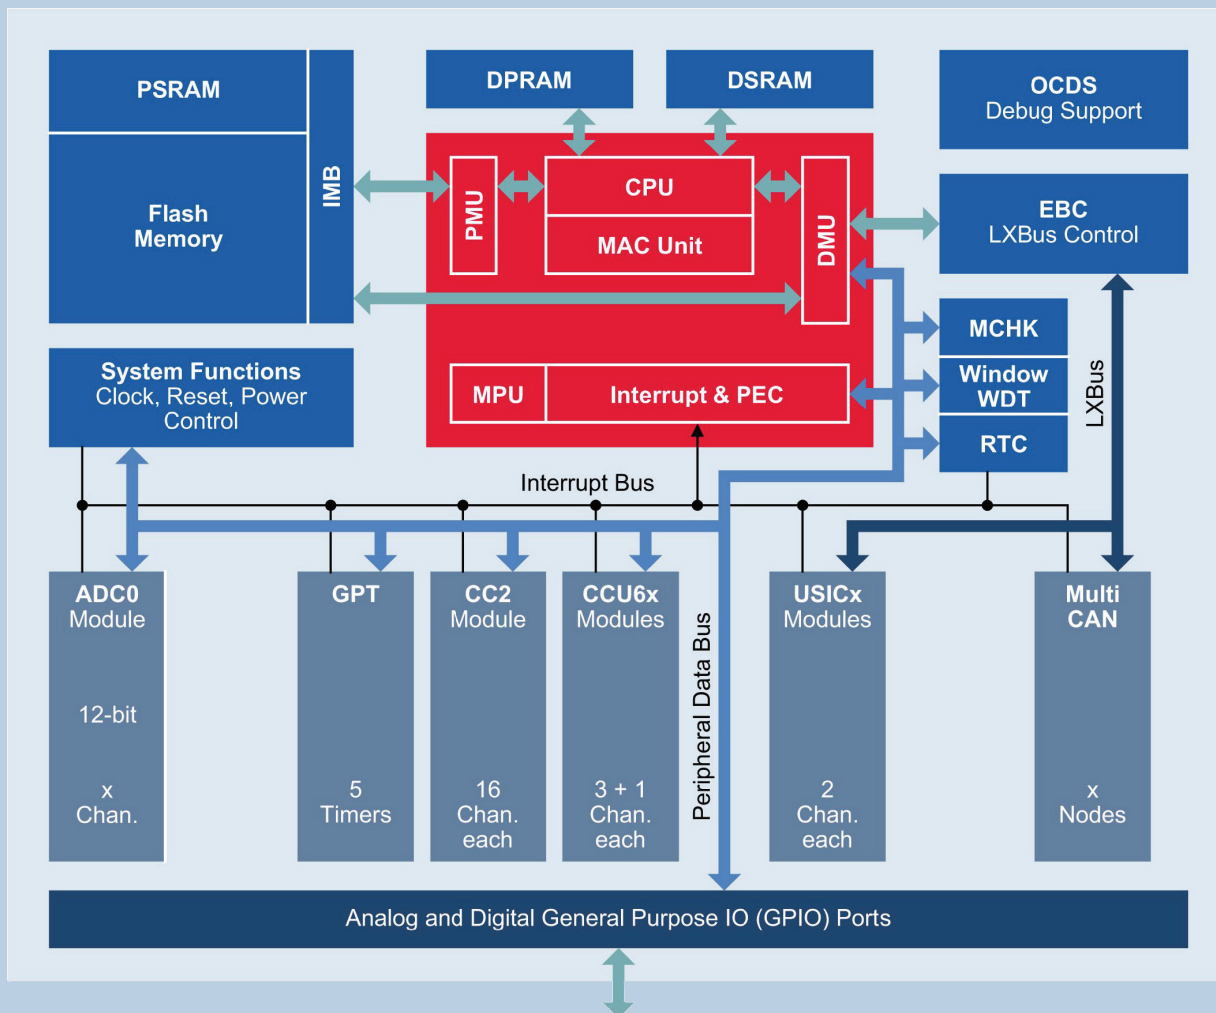 PSRAM
Flash
Memory
IMB
DPRAM
DSRAM
OCDS
Debug Support
PMU
CPU
MAC Unit
DMU
EBC
LXBus Control
MCHK
Window
WDT
RTC
LXBus
System Functions
Clock, Reset, Power
Control
MPU
Interrupt & PEC
Interrupt Bus
ADC0
Module
12-bit
x
Chan.
GPT
5
Timers
CC2
Module
16
Chan.
each
CCU6x
Modules
3 + 1
Chan.
each
Peripheral Data Bus
USICx
Modules
2
Chan.
each
Multi
CAN
x
Nodes
Analog and Digital General Purpose IO (GPIO) Ports